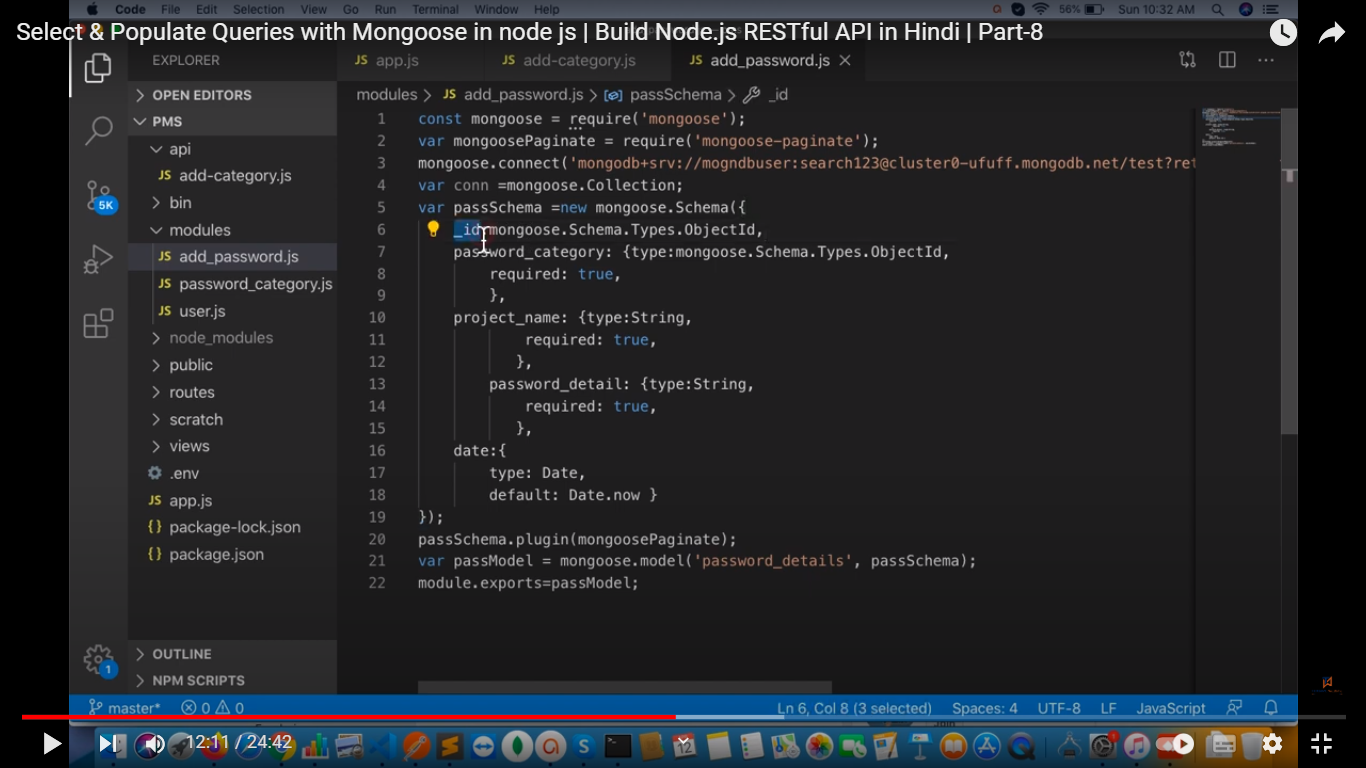 Code File Edit Selection View Go Run Terminal Window Help 56% Sun 10:32 AM
Select & Populate Queries with Mongoose in node js | Build Node.js RESTful API in Hindi | Part-8
EXPLORER JS app.js JS add-category.js JS add_password.js
OPEN EDITORS
modules > JS add_password.js > passSchema > _id
PMS
api
JS add-category.js
bin
modules
JS add_password.js
JS password_category.js
JS user.js
node_modules
public
routes
scratch
views
.env
JS app.js
{} package-lock.json
{} package.json
OUTLINE
NPM SCRIPTS
5K
1
1 const mongoose = require('mongoose');
2 var mongoosePaginate = require('mongoose-paginate');
3 mongoose.connect('mongodb+srv://mogndbuser:search123@cluster0-ufuff.mongodb.net/test?ret
4 var conn =mongoose.Collection;
5 var passSchema =new mongoose.Schema({
6 _id:mongoose.Schema.Types.ObjectId,
7 password_category: {type:mongoose.Schema.Types.ObjectId,
8 required: true,
9 },
10 project_name: {type:String,
11 required: true,
12 },
13 password_detail: {type:String,
14 required: true,
15 },
16 date:{
17 type: Date,
18 default: Date.now }
19 });
20 passSchema.plugin(mongoosePaginate);
21 var passModel = mongoose.model('password_details', passSchema);
22 module.exports=passModel;
master* 0 0 Ln 6, Col 8 (3 selected) Spaces: 4 UTF-8 LF JavaScript
12:11 / 24:42